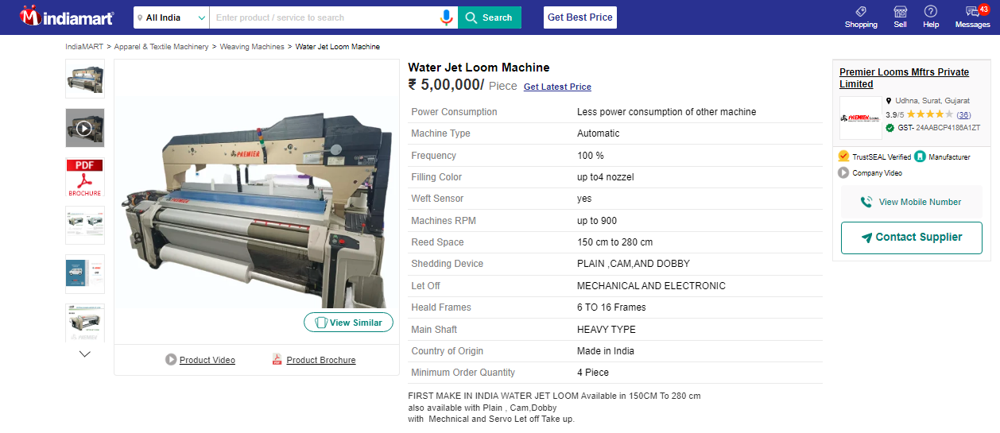 indiamart
All India
Enter product / service to search
Search
Get Best Price
Shopping
Sell
Help
Messages
43
IndiaMART > Apparel & Textile Machinery > Weaving Machines > Water Jet Loom Machine
PDF
BROCHURE
PREMIER
PREMIER
View Similar
Product Video
Product Brochure
Water Jet Loom Machine
₹ 5,00,000/ Piece Get Latest Price
Power Consumption Less power consumption of other machine
Machine Type Automatic
Frequency 100 %
Filling Color up to4 nozzel
Weft Sensor yes
Machines RPM up to 900
Reed Space 150 cm to 280 cm
Shedding Device PLAIN ,CAM,AND DOBBY
Let Off MECHANICAL AND ELECTRONIC
Heald Frames 6 TO 16 Frames
Main Shaft HEAVY TYPE
Country of Origin Made in India
Minimum Order Quantity 4 Piece
FIRST MAKE IN INDIA WATER JET LOOM Available in 150CM To 280 cm
also available with Plain , Cam,Dobby
with Mechnical and Servo Let off Take up.
Premier Looms Mftrs Private
Limited
PREMIER LOOMS
Udhna, Surat, Gujarat
3.9/5 (36)
GST- 24AABCP4186A1ZT
TrustSEAL Verified Manufacturer
Company Video
View Mobile Number
Contact Supplier